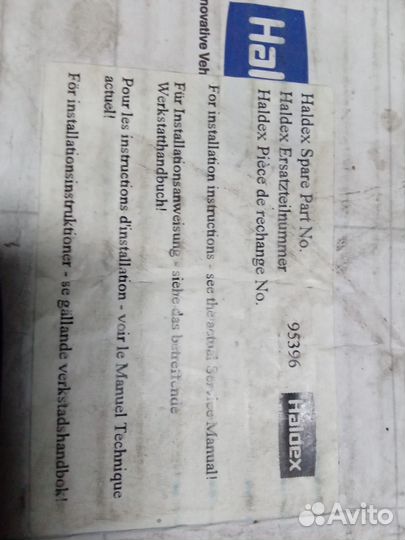 Hal
nnovative Veh
Haldex Spare Part No.
Haldex Ersatzteilnummer
Haldex Pièce de rechange No.
95396
Haldex
For installation instructions - see the actual Service Manual!
Für Installationsanweisung - siehe das betreffende
Werkstatthandbuch!
Pour les instructions d'installation - voir le Manuel Technique
actuel!
För installationsinstruktioner - se gällande verkstadshandbok!
Avito